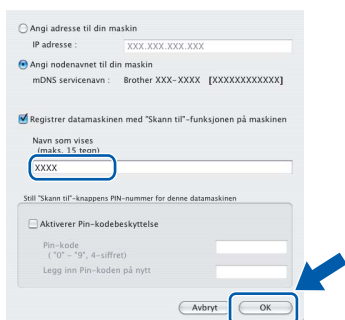 Angi adresse til din maskin
IP adresse : XXX.XXX.XXX.XXX
Angi nodenavnet til din maskin
mDNS servicenavn : Brother XXX-XXXX [XXXXXXXXXXXX]
Registrer datamaskinen med "Skann til"-funksjonen på maskinen
Navn som vises
(maks. 15 tegn)
XXXX
Still "Skann til"-knappens PIN-nummer for denne datamaskinen
Aktiverer Pin-kodebeskyttelse
Pin-kode
( "0" - "9", 4-siffret)
Legg inn Pin-koden på nytt
Avbryt OK